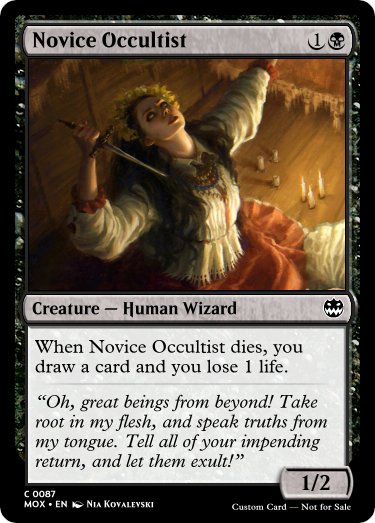 Novice Occultist 1
Creature — Human Wizard
When Novice Occultist dies, you
draw a card and you lose 1 life.
“Oh, great beings from beyond! Take
root in my flesh, and speak truths from
my tongue. Tell all of your impending
return, and let them exult!”
1/2
C 0087
MOX • EN Nia Kovalevski
Custom Card — Not for Sale